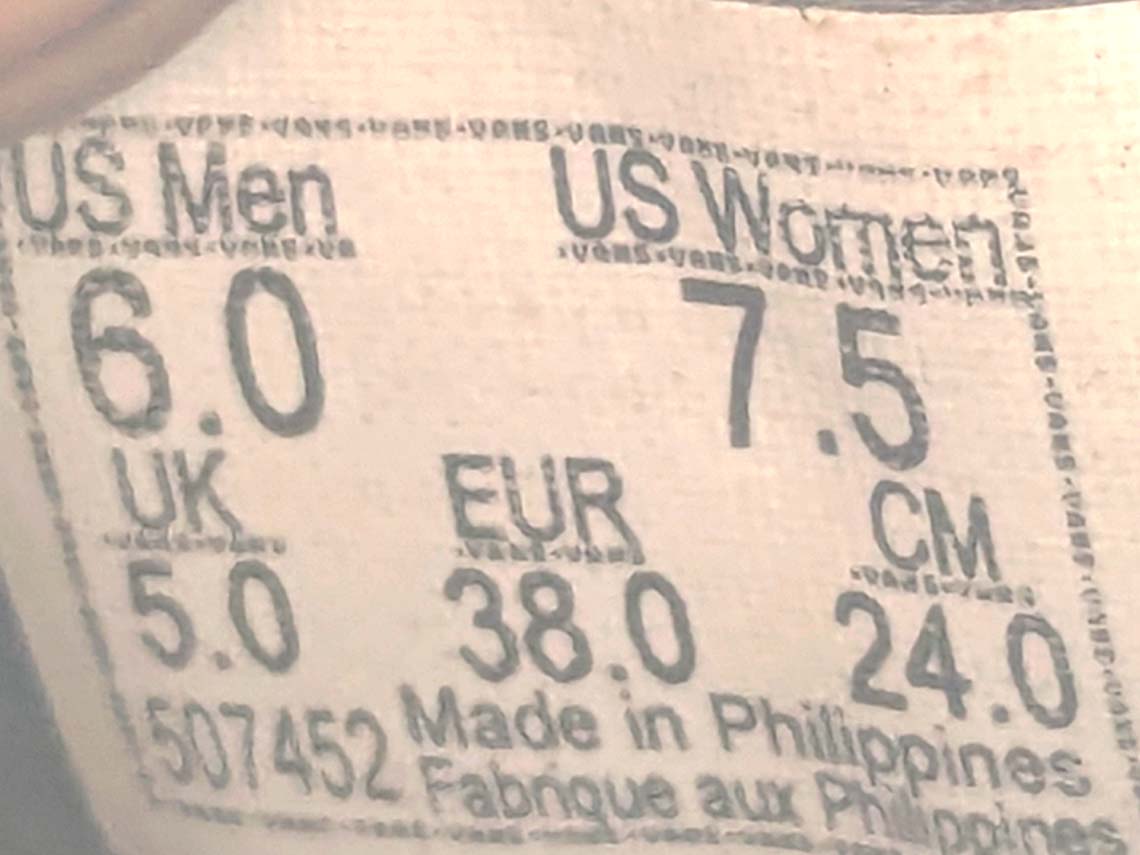 US Men US Women
6.0 7.5
UK EUR CM
5.0 38.0 24.0
507452 Made in Philippines
Fabrique aux Philippines